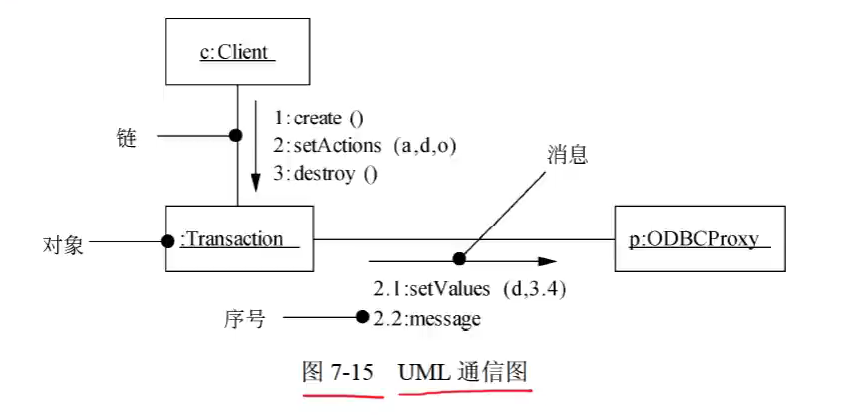 c:Client
1:create ()
链
2:setActions (a,d,o)
消息
3:destroy ()
对象
:Transaction
p:ODBCProxy
2.1:setValues (d,3.4)
序号
2.2:message
图 7-15 UML 通信图